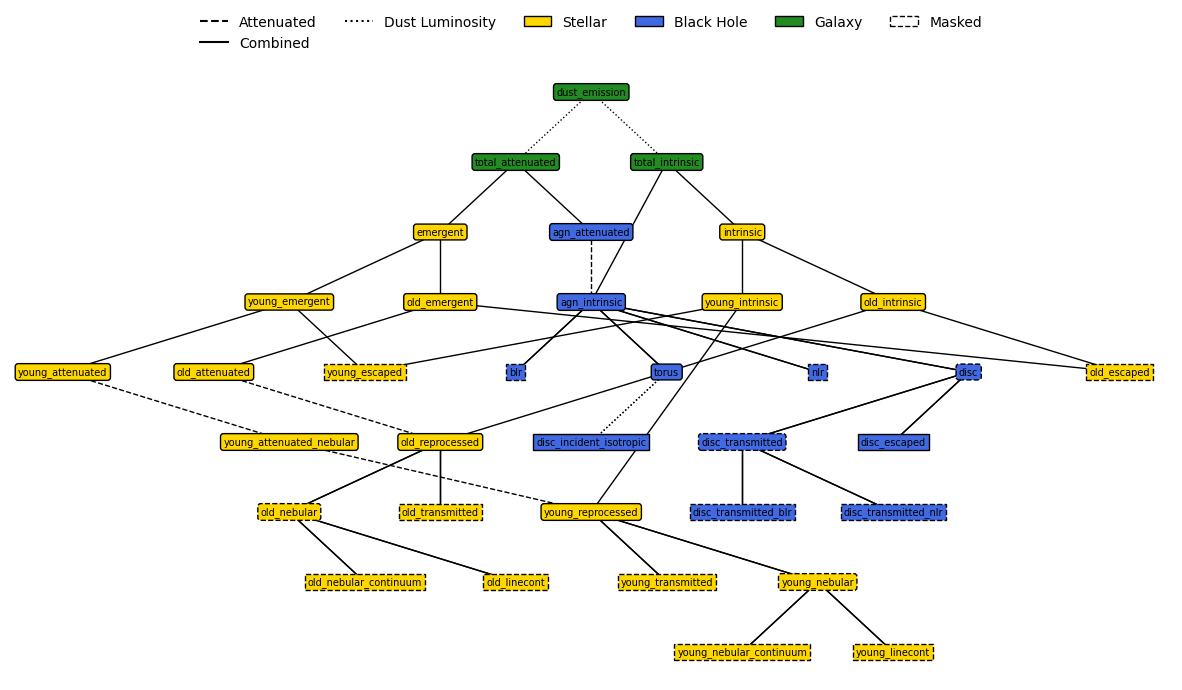 Attenuated Dust Luminosity Stellar Black Hole Galaxy Masked
Combined
dust_emission
total_attenuated total_intrinsic
emergent agn_attenuated intrinsic
young_emergent old_emergent agn_intrinsic young_intrinsic old_intrinsic
young_attenuated old_attenuated young_escaped blr torus nlr disc old_escaped
young_attenuated_nebular old_reprocessed disc_incident_isotropic disc_transmitted disc_escaped
old_nebular old_transmitted young_reprocessed disc_transmitted_blr disc_transmitted_nlr
old_nebular_continuum old_linecont young_transmitted young_nebular
young_nebular_continuum young_linecont